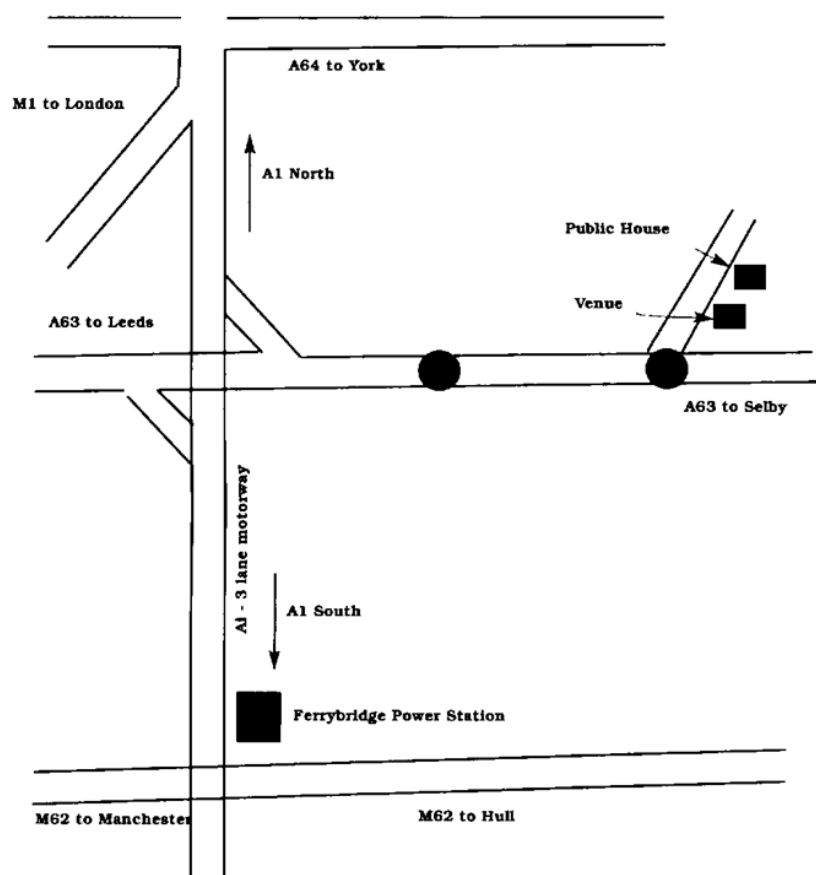 A64 to York
M1 to London
A1 North
Public House
Venue
A63 to Leeds
A63 to Selby
A1 - 3 lane motorway
A1 South
Ferrybridge Power Station
M62 to Manchester
M62 to Hull